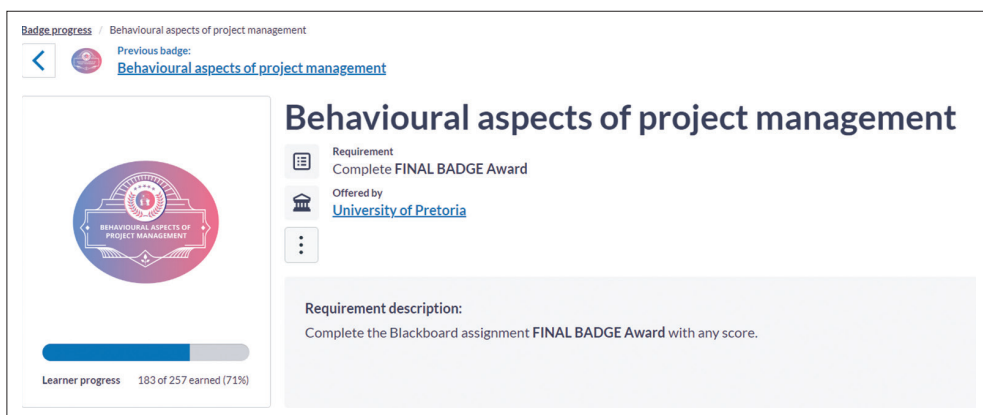 Badge progress / Behavioural aspects of project management
Previous badge:
Behavioural aspects of project management
Behavioural aspects of project management
Requirement
Complete FINAL BADGE Award
Offered by
University of Pretoria
BEHAVIOURAL ASPECTS OF
PROJECT MANAGEMENT
Requirement description:
Complete the Blackboard assignment FINAL BADGE Award with any score.
Learner progress 183 of 257 earned (71%)